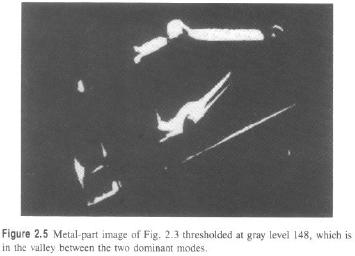 Figure 2.5 Metal-part image of Fig. 2.3 thresholded at gray level 148, which is
in the valley between the two dominant modes.